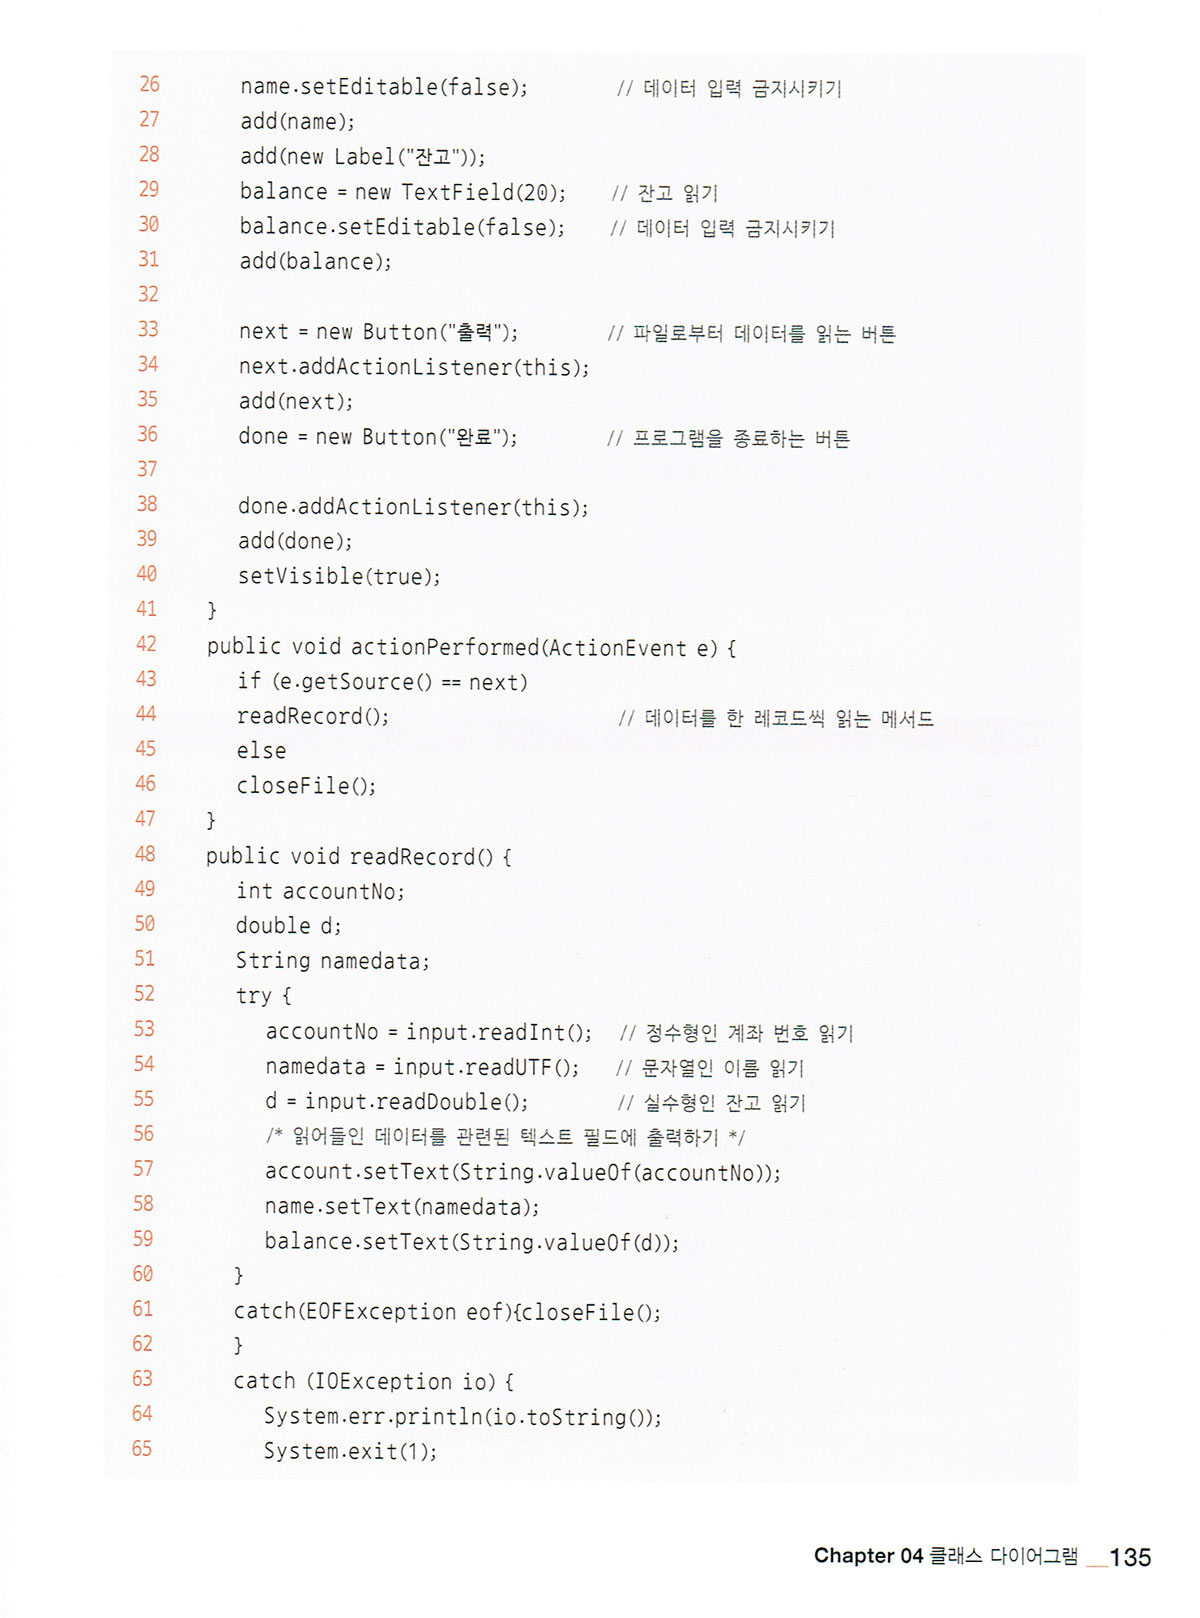 26 name.setEditable(false); // 데이터 입력 금지시키기
27 add(name);
28 add(new Label("잔고"));
29 balance = new TextField(20); // 잔고 읽기
30 balance.setEditable(false); // 데이터 입력 금지시키기
31 add(balance);
32
33 next = new Button("출력"); // 파일로부터 데이터를 읽는 버튼
34 next.addActionListener(this);
35 add(next);
36 done = new Button("완료"); // 프로그램을 종료하는 버튼
37
38 done.addActionListener(this);
39 add(done);
40 setVisible(true);
41 }
42 public void actionPerformed(ActionEvent e) {
43 if (e.getSource() == next)
44 readRecord(); // 데이터를 한 레코드씩 읽는 메서드
45 else
46 closeFile();
47 }
48 public void readRecord() {
49 int accountNo;
50 double d;
51 String namedata;
52 try {
53 accountNo = input.readInt(); // 정수형인 계좌 번호 읽기
54 namedata = input.readUTF(); // 문자열인 이름 읽기
55 d = input.readDouble(); // 실수형인 잔고 읽기
56 /* 읽어들인 데이터를 관련된 텍스트 필드에 출력하기 */
57 account.setText(String.valueOf(accountNo));
58 name.setText(namedata);
59 balance.setText(String.valueOf(d));
60 }
61 catch(EOFException eof){closeFile();
62 }
63 catch (IOException io) {
64 System.err.println(io.toString());
65 System.exit(1);
Chapter 04 클래스 다이어그램 __135